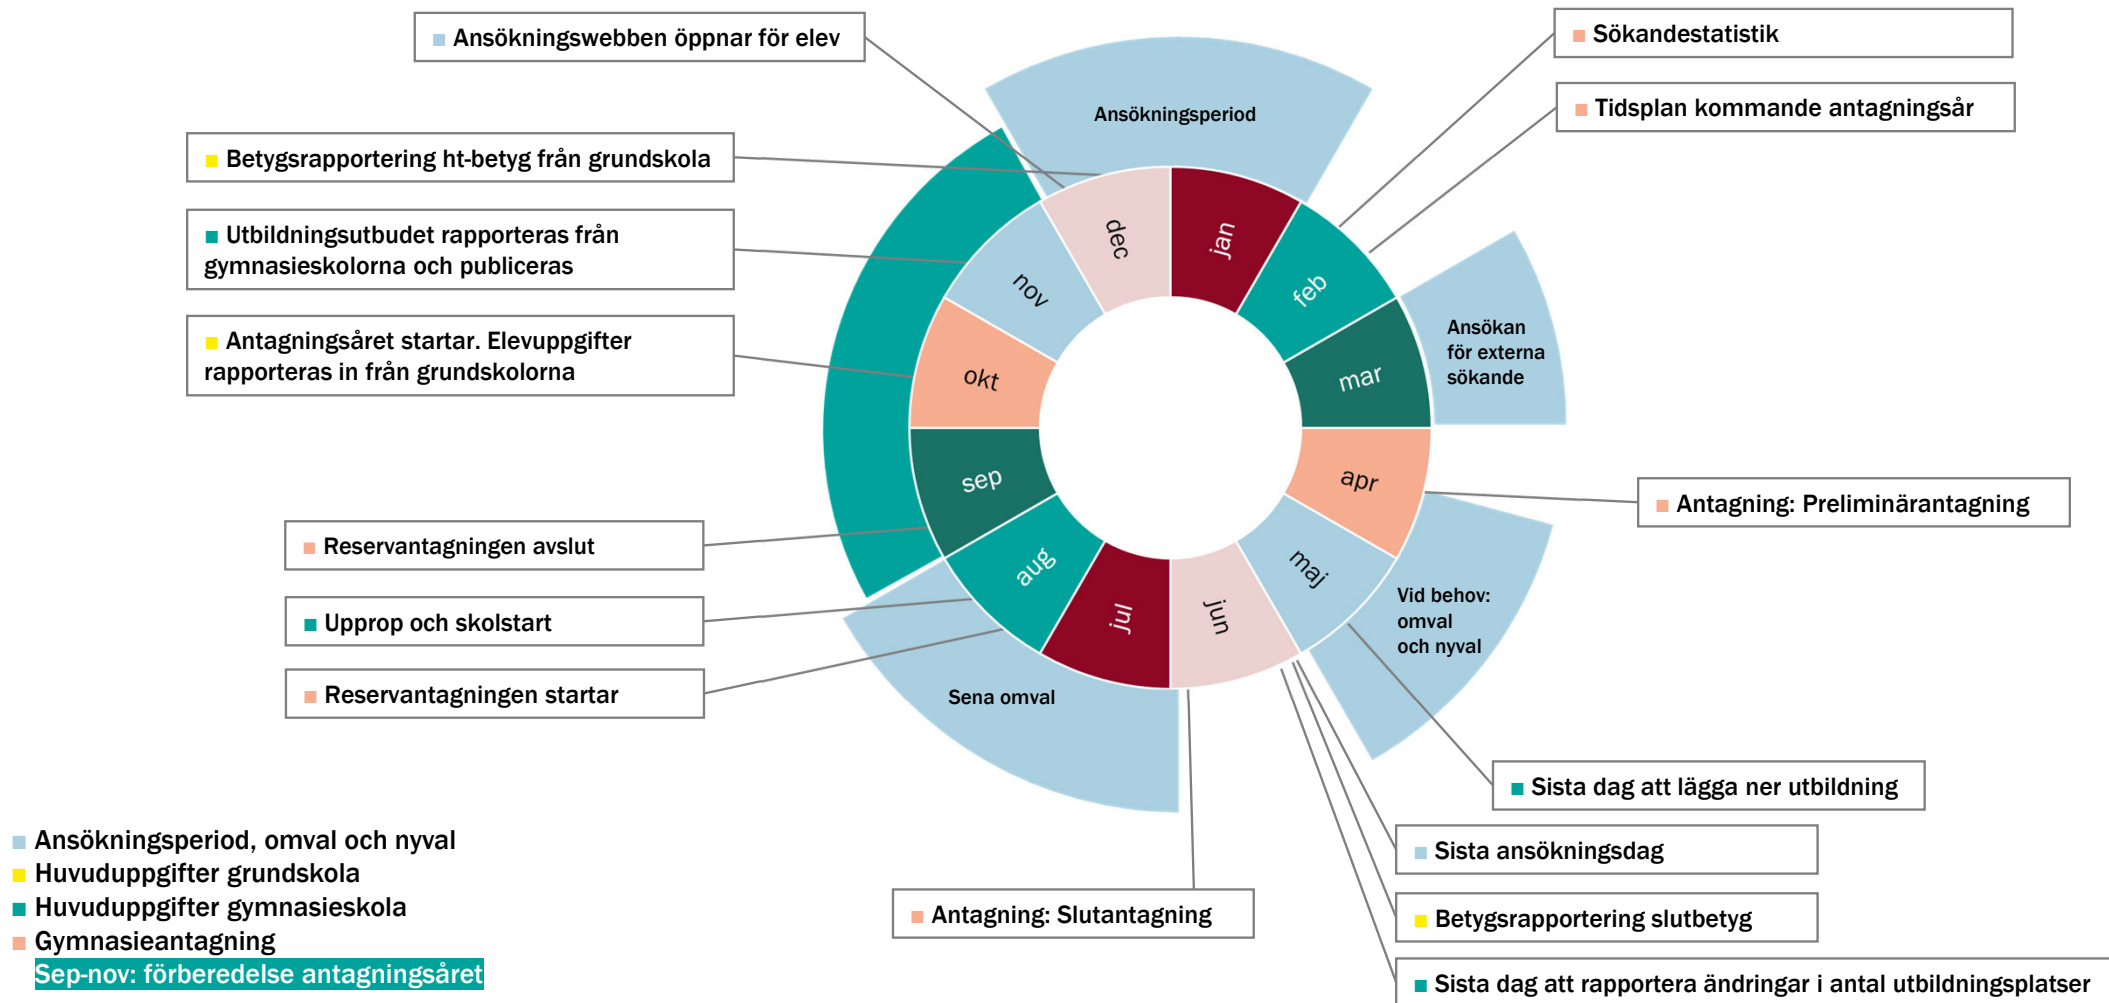 Ansökningswebben öppnar för elev
Sökandestatistik
Tidsplan kommande antagningsår
Ansökningsperiod
Betygsrapportering ht-betyg från grundskola
Utbildningsutbudet rapporteras från
gymnasieskolorna och publiceras
Antagningsåret startar. Elevuppgifter
rapporteras in från grundskolorna
jan
feb
mar
apr
maj
jun
jul
aug
sep
okt
nov
dec
Ansökan
för externa
sökande
Antagning: Preliminärantagning
Vid behov:
omval
och nyval
Reservantagningen avslut
Upprop och skolstart
Reservantagningen startar
Sena omval
Sista dag att lägga ner utbildning
Sista ansökningsdag
Betygsrapportering slutbetyg
Sista dag att rapportera ändringar i antal utbildningsplatser
Antagning: Slutantagning
Ansökningsperiod, omval och nyval
Huvuduppgifter grundskola
Huvuduppgifter gymnasieskola
Gymnasieantagning
Sep-nov: förberedelse antagningsåret